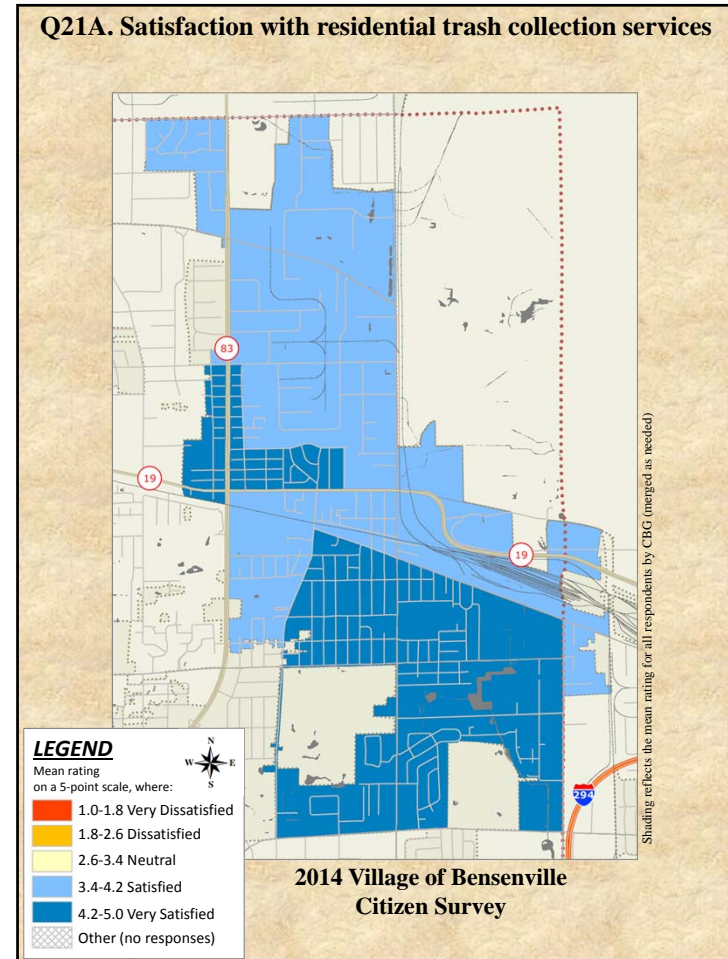 Q21A. Satisfaction with residential trash collection services
83
19
19
294
Shading reflects the mean rating for all respondents by CBG (merged as needed)
LEGEND
Mean rating
on a 5-point scale, where:
N
W E
S
1.0-1.8 Very Dissatisfied
1.8-2.6 Dissatisfied
2.6-3.4 Neutral
3.4-4.2 Satisfied
4.2-5.0 Very Satisfied
Other (no responses)
2014 Village of Bensenville
Citizen Survey